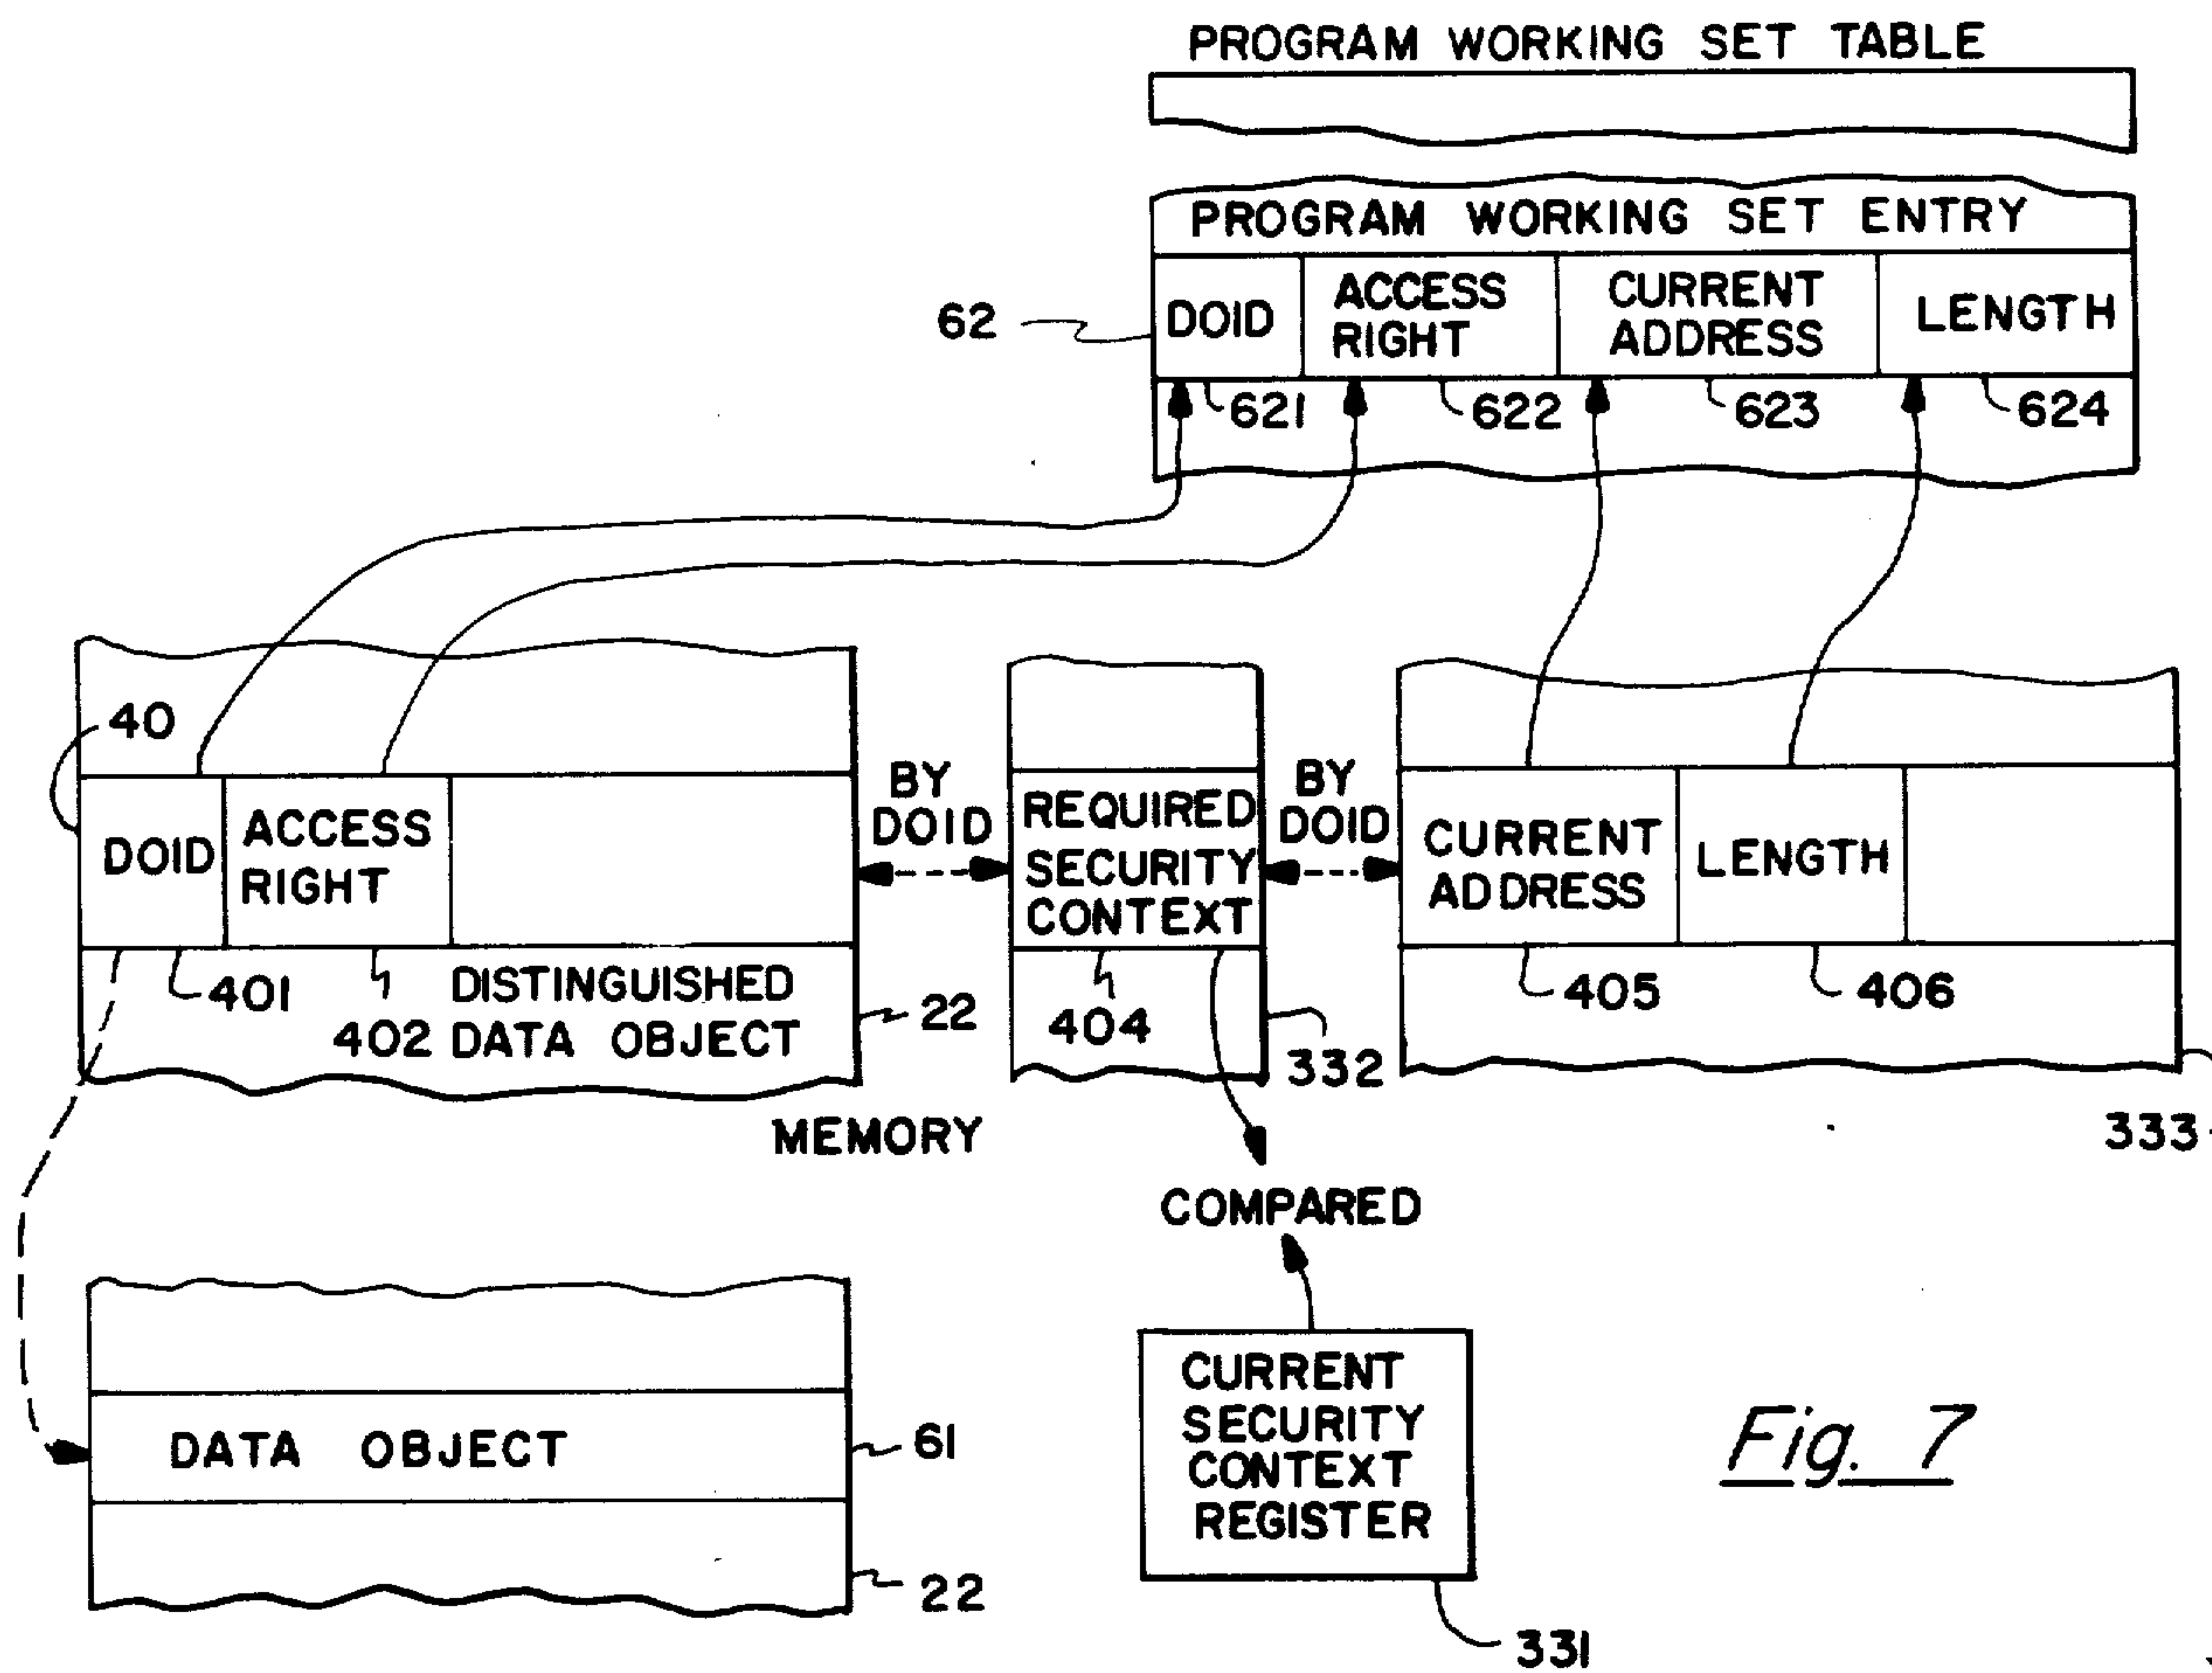 PROGRAM WORKING SET TABLE
PROGRAM WORKING SET ENTRY
62
DOID
ACCESS
RIGHT
CURRENT
ADDRESS
LENGTH
621
622
623
624
40
DOID
ACCESS
RIGHT
BY
DOID
REQUIRED
SECURITY
CONTEXT
BY
DOID
CURRENT
ADDRESS
LENGTH
401
402
DISTINGUISHED
DATA OBJECT
22
404
332
405
406
333
MEMORY
COMPARED
DATA OBJECT
61
22
CURRENT
SECURITY
CONTEXT
REGISTER
331
Fig. 7